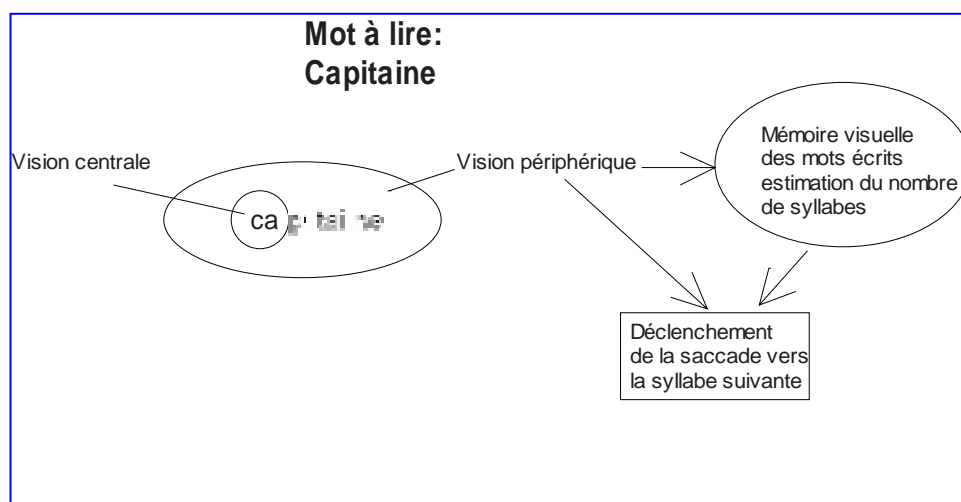 Mot à lire:
Capitaine
Vision centrale
Vision périphérique
Mémoire visuelle
des mots écrits
estimation du nombre
de syllabes
ca
Déclenchement
de la saccade vers
la syllabe suivante